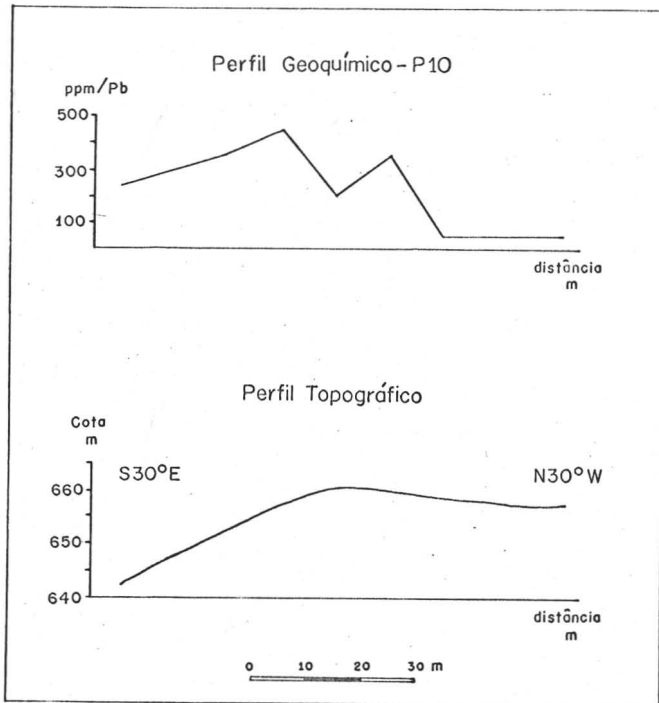 Perfil Geoquímico - P10
ppm/Pb
500
300
100
distância
m
Perfil Topográfico
Cota
m
S30°E
N30°W
660
650
640
distância
m
0 10 20 30 m